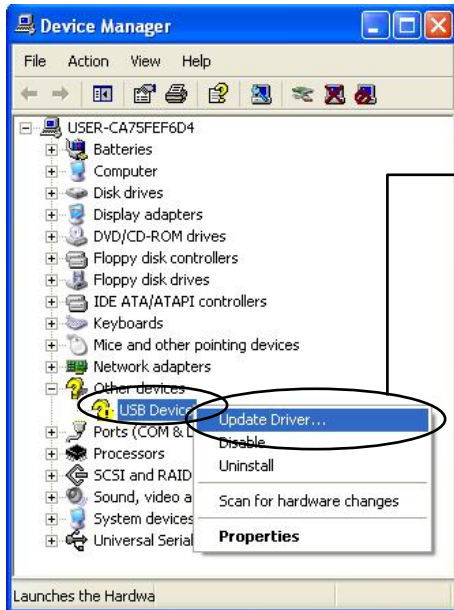 Device Manager
File Action View Help
USER-CA75FEF6D4
Batteries
Computer
Disk drives
Display adapters
DVD/CD-ROM drives
Floppy disk controllers
Floppy disk drives
IDE ATA/ATAPI controllers
Keyboards
Mice and other pointing devices
Network adapters
Other devices
USB Device
Ports (COM & L
Processors
SCSI and RAID
Sound, video a
System devices
Universal Serial
Update Driver...
Disable
Uninstall
Scan for hardware changes
Properties
Launches the Hardwa